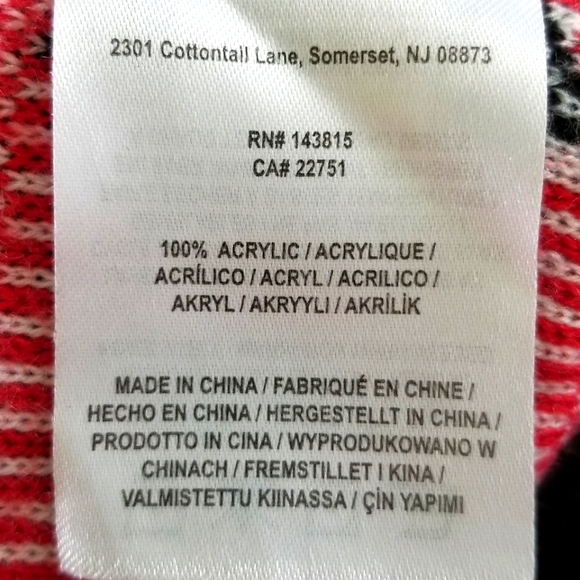 2301 Cottontail Lane, Somerset, NJ 08873
RN# 143815
CA# 22751
100% ACRYLIC / ACRYLIQUE /
ACRÍLICO / ACRYL / ACRILICO /
AKRYL / AKRYYLI / AKRİLİK
MADE IN CHINA / FABRIQUÉ EN CHINE /
HECHO EN CHINA / HERGESTELLT IN CHINA /
PRODOTTO IN CINA / WYPRODUKOWANO W
CHINACH / FREMSTILLET I KINA /
VALMISTETTU KIINASSA / ÇİN YAPIMI